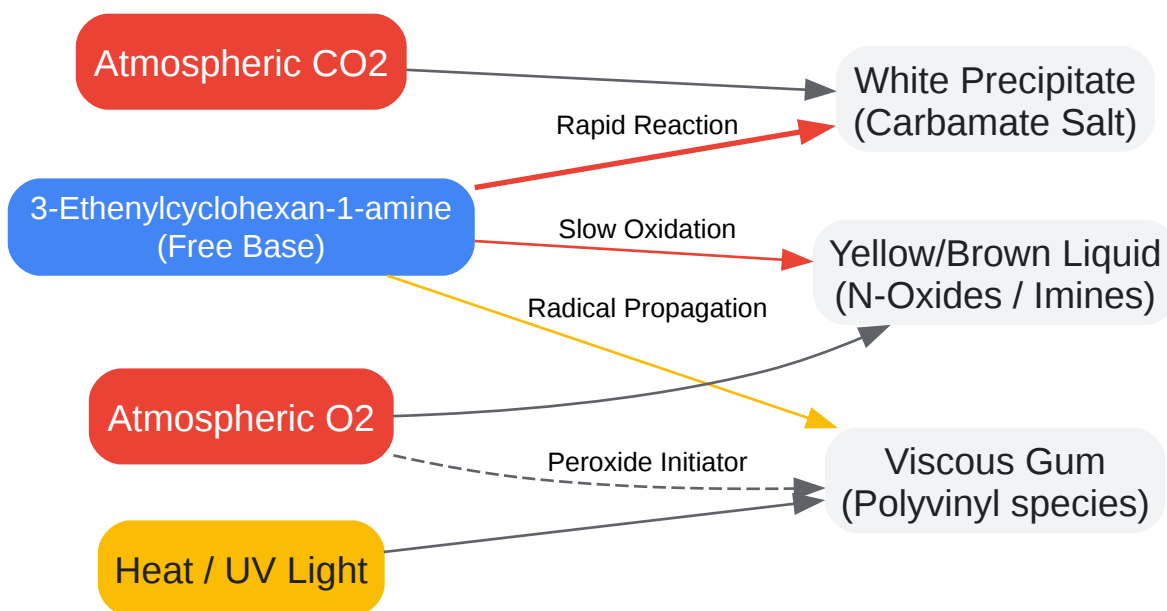 Atmospheric CO2
White Precipitate
(Carbamate Salt)
Rapid Reaction
3-Ethenylcyclohexan-1-amine
(Free Base)
Slow Oxidation
Yellow/Brown Liquid
(N-Oxides / Imines)
Radical Propagation
Atmospheric O2
Peroxide Initiator
Viscous Gum
(Polyvinyl species)
Heat / UV Light